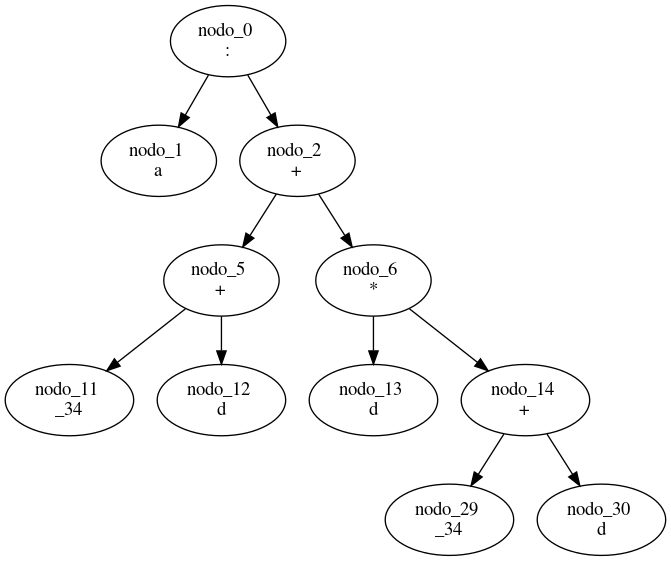 nodo_0
:
nodo_1
a
nodo_2
+
nodo_5
+
nodo_6
*
nodo_11
_34
nodo_12
d
nodo_13
d
nodo_14
+
nodo_29
_34
nodo_30
d